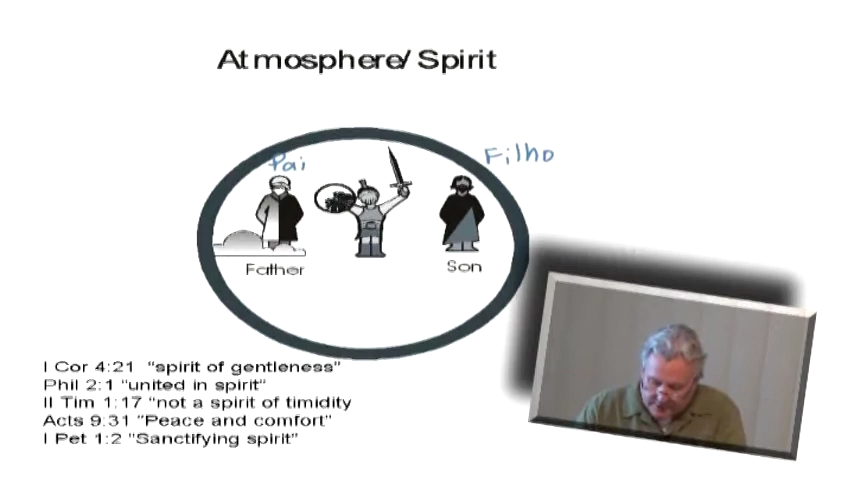 Atmosphere/ Spirit
Pai
Filho
Father
Son
I Cor 4:21 "spirit of gentleness"
Phil 2:1 "united in spirit"
II Tim 1:17 "not a spirit of timidity
Acts 9:31 "Peace and comfort"
I Pet 1:2 "Sanctifying spirit"